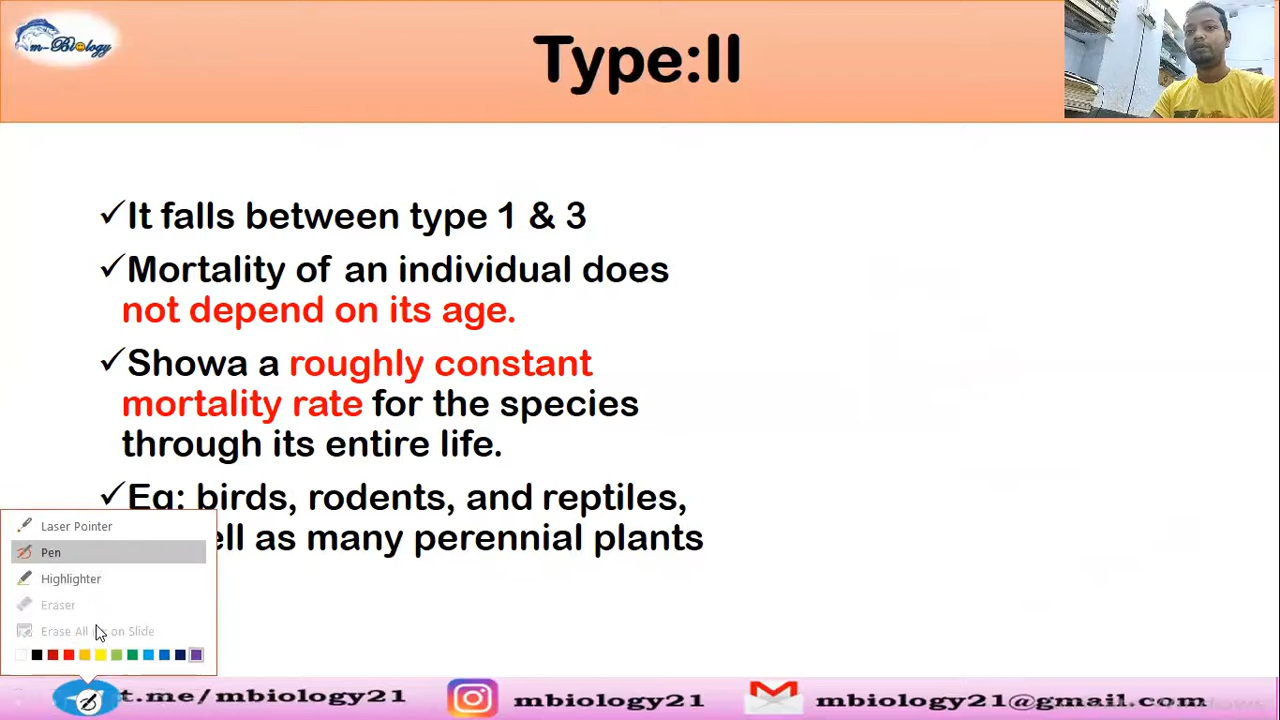 m-Biology
Type:II
✓It falls between type 1 & 3
✓Mortality of an individual does
not depend on its age.
✓Showa a roughly constant
mortality rate for the species
through its entire life.
✓Eg: birds, rodents, and reptiles,
as many perennial plants
Laser Pointer
Pen
Highlighter
Eraser
Erase All on Slide
t.me/mbiology21
mbiology21
mbiology21@gmail.com